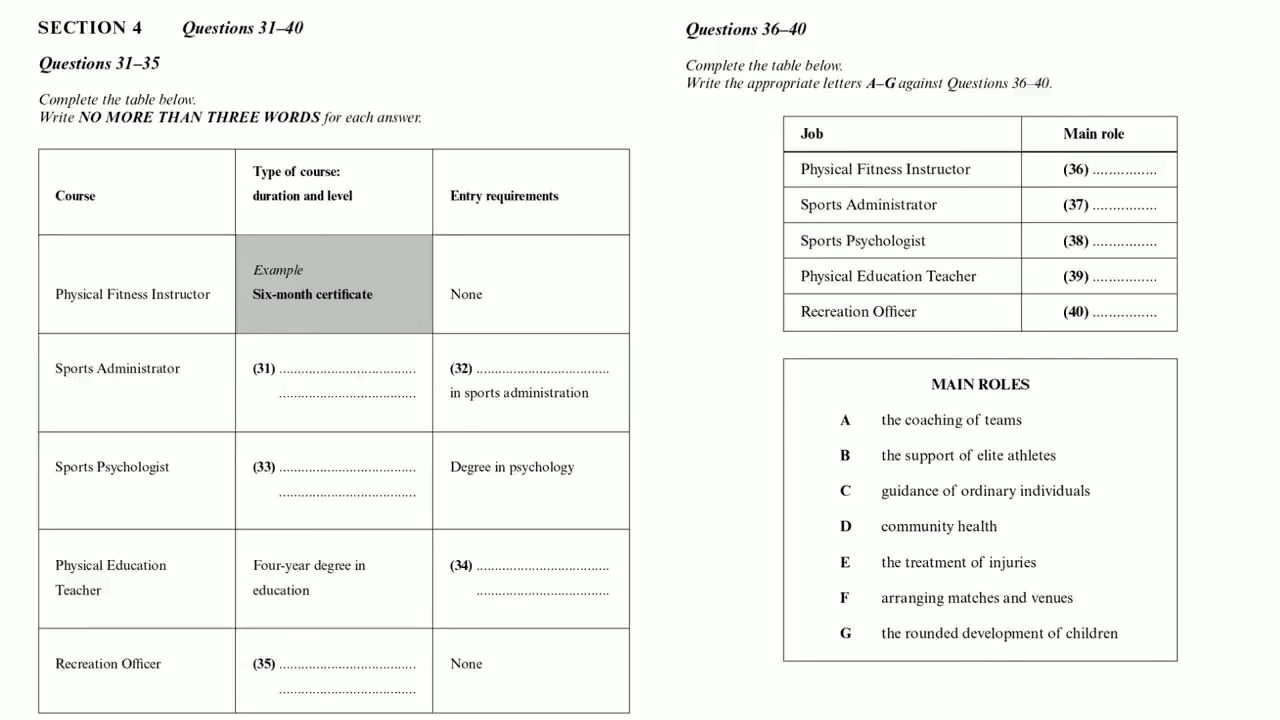 SECTION 4 Questions 31–40
Questions 31–35
Complete the table below.
Write NO MORE THAN THREE WORDS for each answer.
Course
Type of course:
duration and level
Entry requirements
Physical Fitness Instructor
Example
Six-month certificate
None
Sports Administrator
(31) ....................................
....................................
(32) ...................................
in sports administration
Sports Psychologist
(33) ....................................
....................................
Degree in psychology
Physical Education
Teacher
Four-year degree in
education
(34) ...................................
...................................
Recreation Officer
(35) ....................................
....................................
None
Questions 36–40
Complete the table below.
Write the appropriate letters A–G against Questions 36–40.
Job Main role
Physical Fitness Instructor (36) ................
Sports Administrator (37) ................
Sports Psychologist (38) ................
Physical Education Teacher (39) ................
Recreation Officer (40) ................
MAIN ROLES
A the coaching of teams
B the support of elite athletes
C guidance of ordinary individuals
D community health
E the treatment of injuries
F arranging matches and venues
G the rounded development of children